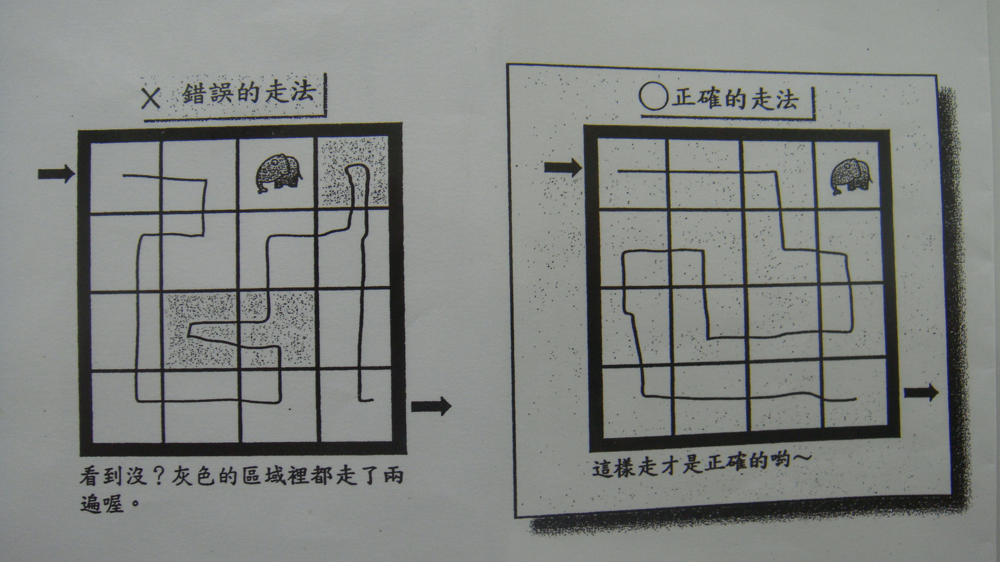 × 錯誤的走法
看到沒？灰色的區域裡都走了兩
遍喔。
○正確的走法
這樣走才是正確的喲～